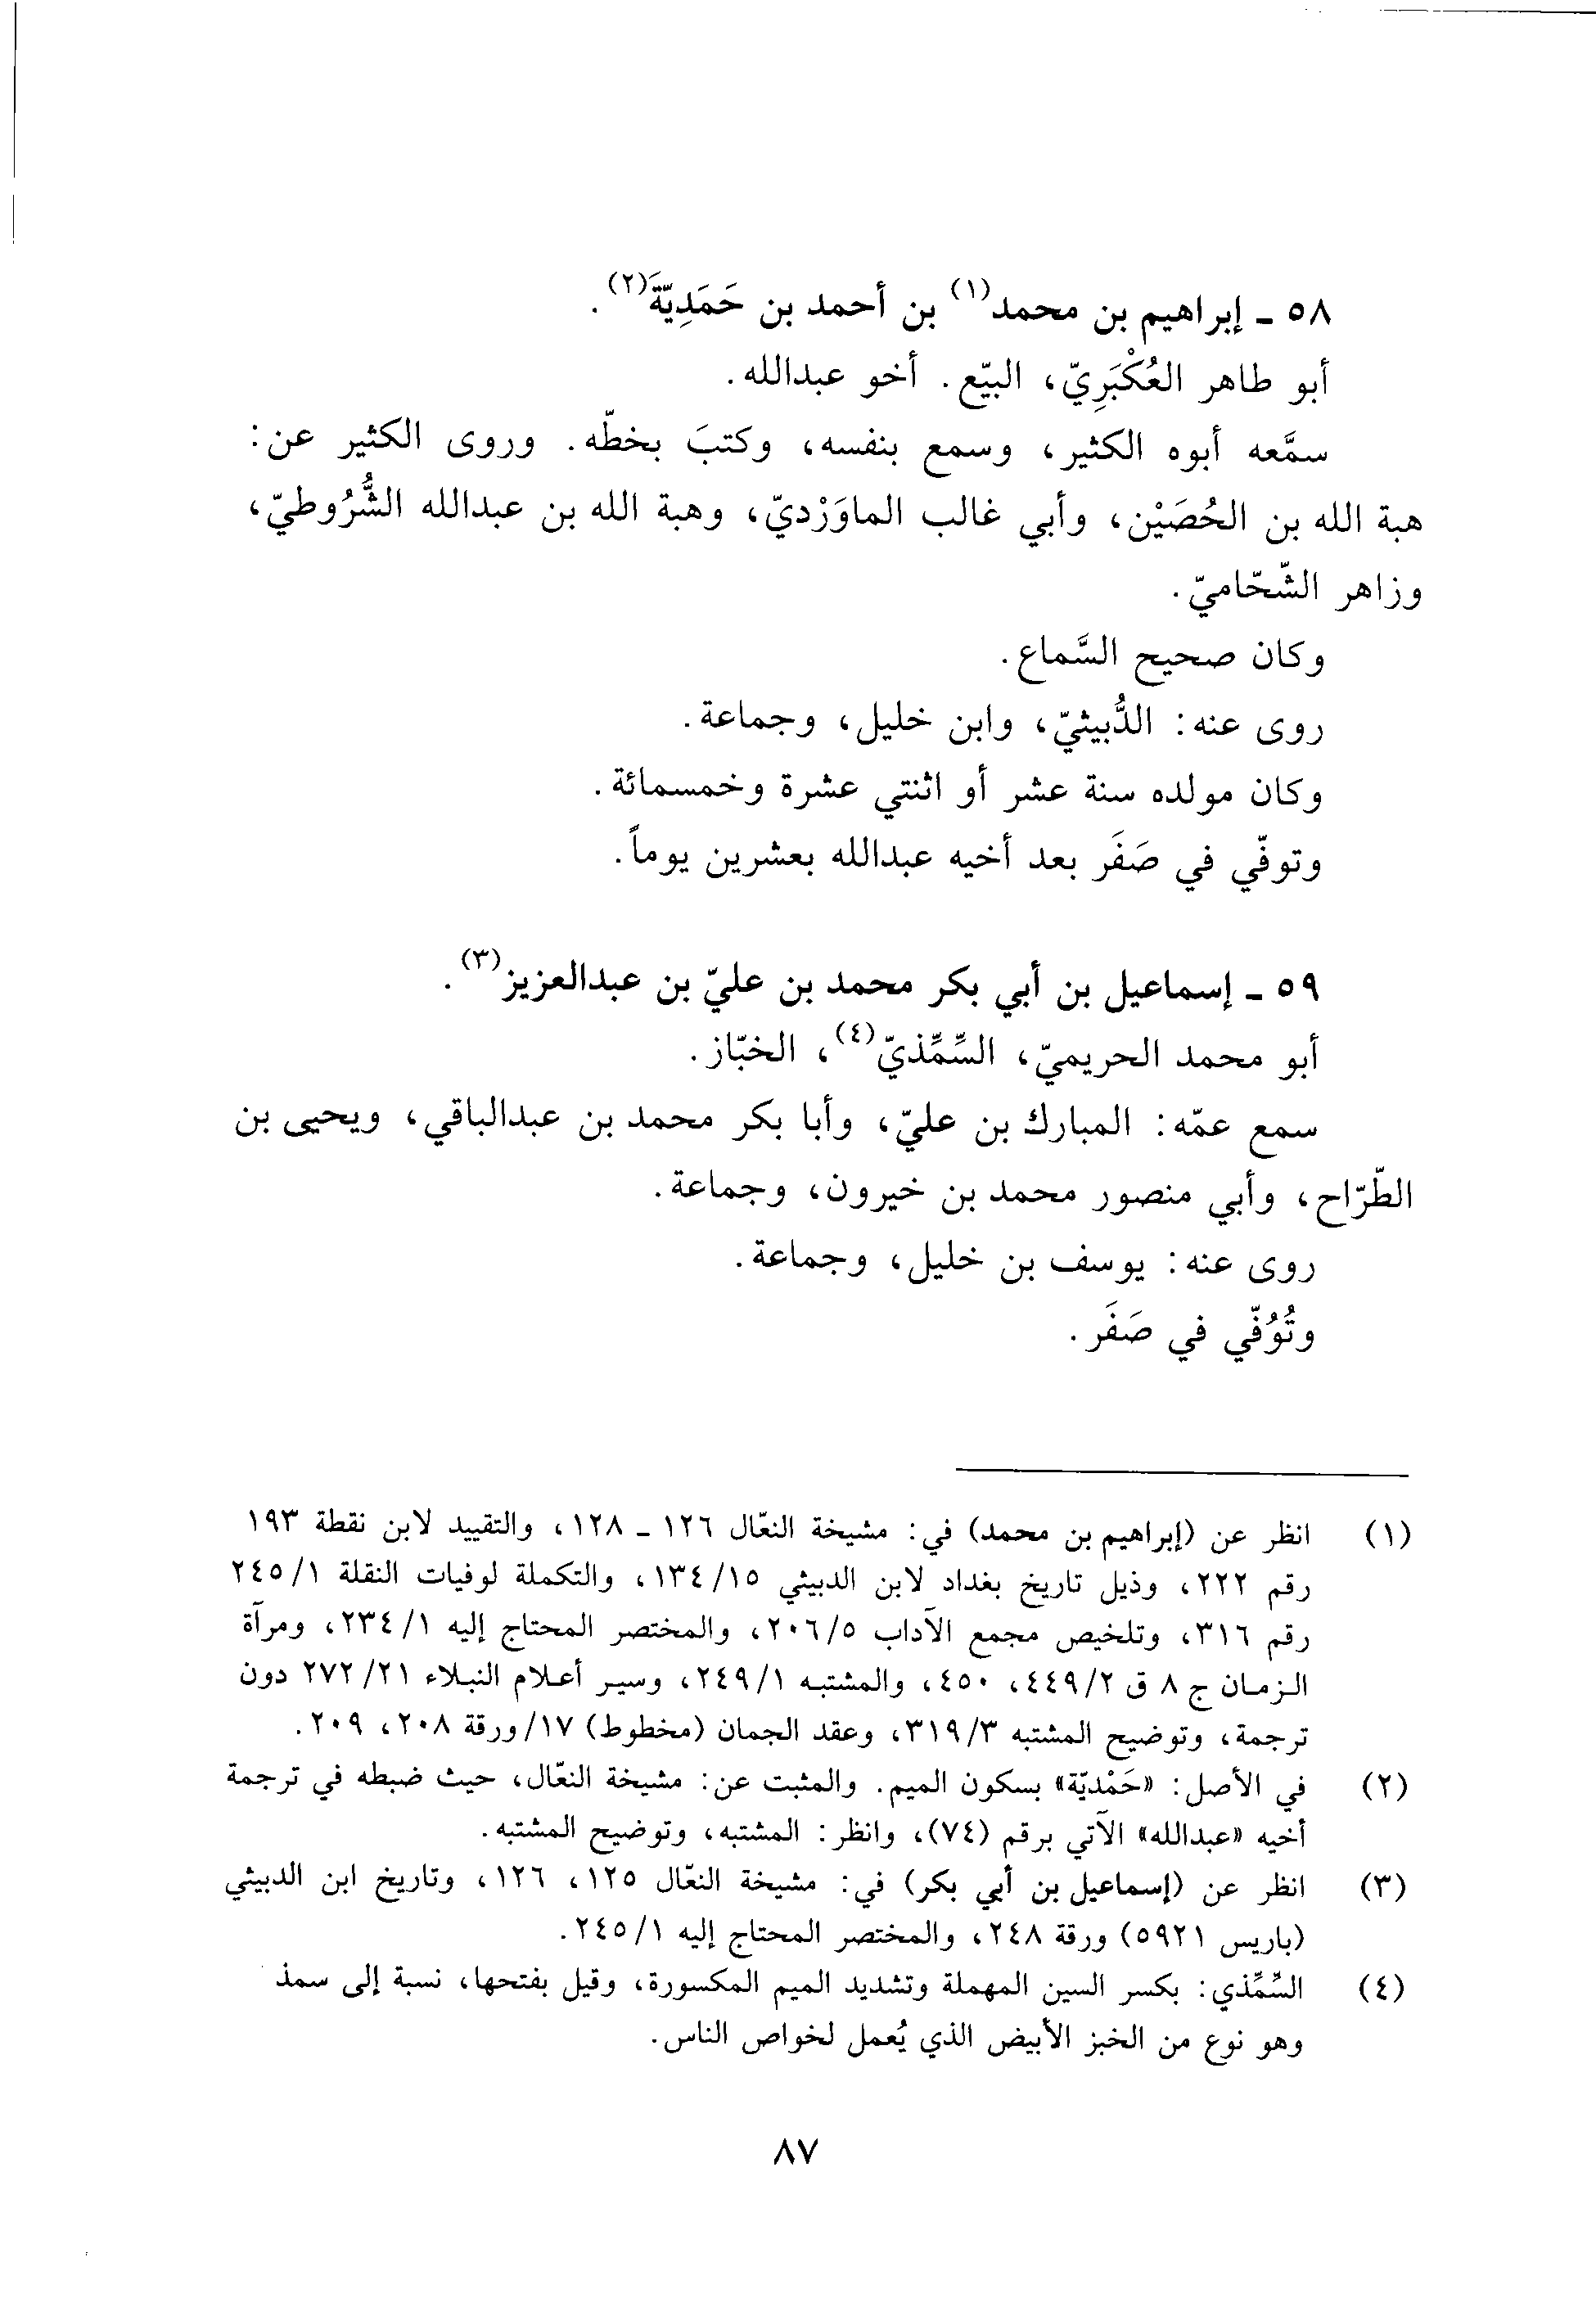 ٥٨ ـ إبراهيم بن محمد(١) بن أحمد بن حَمَدِيّةَ(٢).
أبو طاهر العُكْبَرِيّ، البيّع. أخو عبدالله.
سمَّعه أبوه الكثير، وسمع بنفسه، وكتبَ بخطّه. وروى الكثير عن:
هبة الله بن الحُصَيْن، وأبي غالب الماوَرْديّ، وهبة الله بن عبدالله الشُّرُوطيّ،
وزاهر الشّحّاميّ.
وكان صحيح السَّماع.
روى عنه: الدُّبيثيّ، وابن خليل، وجماعة.
وكان مولده سنة عشر أو اثنتي عشرة وخمسمائة.
وتوفّي في صَفَر بعد أخيه عبدالله بعشرين يوماً.
٥٩ ـ إسماعيل بن أبي بكر محمد بن عليّ بن عبدالعزيز(٣).
أبو محمد الحريميّ، السِّمِّذيّ(٤)، الخبّاز.
سمع عمّه: المبارك بن عليّ، وأبا بكر محمد بن عبدالباقي، ويحيى بن
الطّرّاح، وأبي منصور محمد بن خيرون، وجماعة.
روى عنه: يوسف بن خليل، وجماعة.
وتُوُفّي في صَفَر.
(١) انظر عن (إبراهيم بن محمد) في: مشيخة النعّال ١٢٦ ـ ١٢٨، والتقييد لابن نقطة ١٩٣
رقم ٢٢٢، وذيل تاريخ بغداد لابن الدبيثي ١٣٤/١٥، والتكملة لوفيات النقلة ٢٤٥/١
رقم ٣١٦، وتلخيص مجمع الآداب ٢٠٦/٥، والمختصر المحتاج إليه ٢٣٤/١، ومرآة
الزمان ج ٨ ق ٤٤٩/٢، ٤٥٠، والمشتبه ٢٤٩/١، وسير أعلام النبلاء ٢٧٢/٢١ دون
ترجمة، وتوضيح المشتبه ٣١٩/٣، وعقد الجمان (مخطوط) ١٧/ورقة ٢٠٨، ٢٠٩.
(٢) في الأصل: «حَمْديّة» بسكون الميم. والمثبت عن: مشيخة النعّال، حيث ضبطه في ترجمة
أخيه «عبدالله» الآتي برقم (٧٤)، وانظر: المشتبه، وتوضيح المشتبه.
(٣) انظر عن (إسماعيل بن أبي بكر) في: مشيخة النعّال ١٢٥، ١٢٦، وتاريخ ابن الدبيثي
(باريس ٥٩٢١) ورقة ٢٤٨، والمختصر المحتاج إليه ٢٤٥/١.
(٤) السِّمِّذي: بكسر السين المهملة وتشديد الميم المكسورة، وقيل بفتحها، نسبة إلى سمذ
وهو نوع من الخبز الأبيض الذي يُعمل لخواص الناس.
٨٧